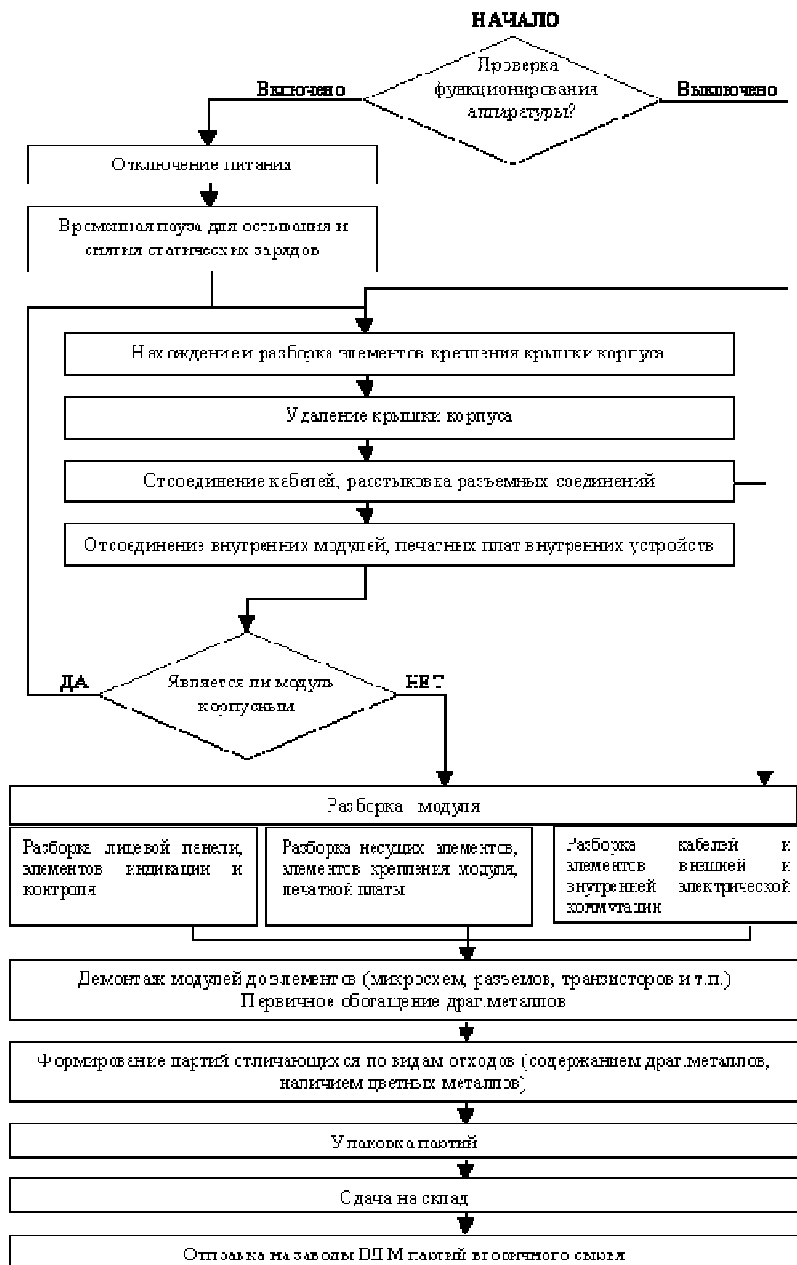 НАЧАЛО
Проверка
функционирования
аппаратуры?
Включено
Выключено
Отключение питания
Временная пауза для остывания и
снятия статических зарядов
Нахождение и разборка элементов крепления крышки корпуса
Удаление крышки корпуса
Отсоединение кабелей, расстыковка разъемных соединений
Отсоединение внутренних модулей, печатных плат внутренних устройств
ДА
Является ли модуль
корпусным
НЕТ
Разборка модуля
Разборка лицевой панели,
элементов индикации и
контроля
Разборка несущих элементов,
элементов крепления модуля,
печатной платы
Разборка кабелей и
элементов внешней и
внутренней электрической
коммутации
Демонтаж модулей до элементов (микросхем, разъемов, транзисторов и т.п.)
Первичное обогащение драг.металлов
Формирование партий отличающихся по видам отходов (содержанием драг.металлов,
наличием цветных металлов)
Упаковка партий
Сдача на склад
Отправка на заводы ВДМ партий вторичного сырья